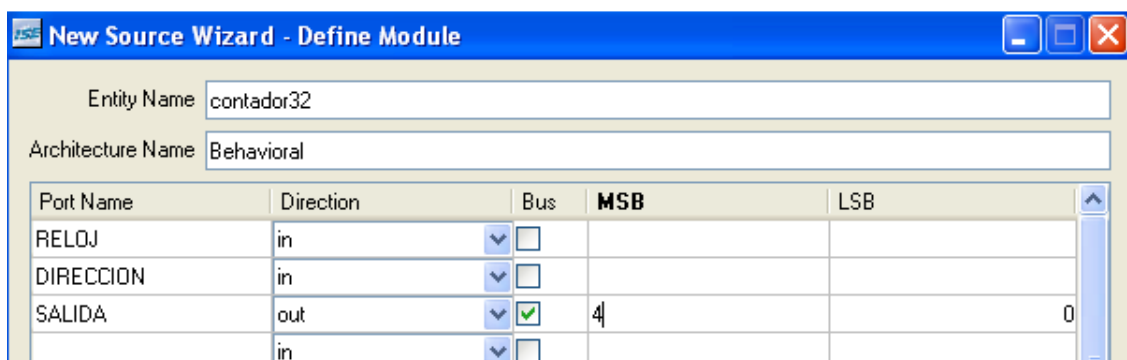 ISE New Source Wizard - Define Module
Entity Name contador32
Architecture Name Behavioral
Port Name Direction Bus MSB LSB
RELOJ in
DIRECCION in
SALIDA out 4 0
in